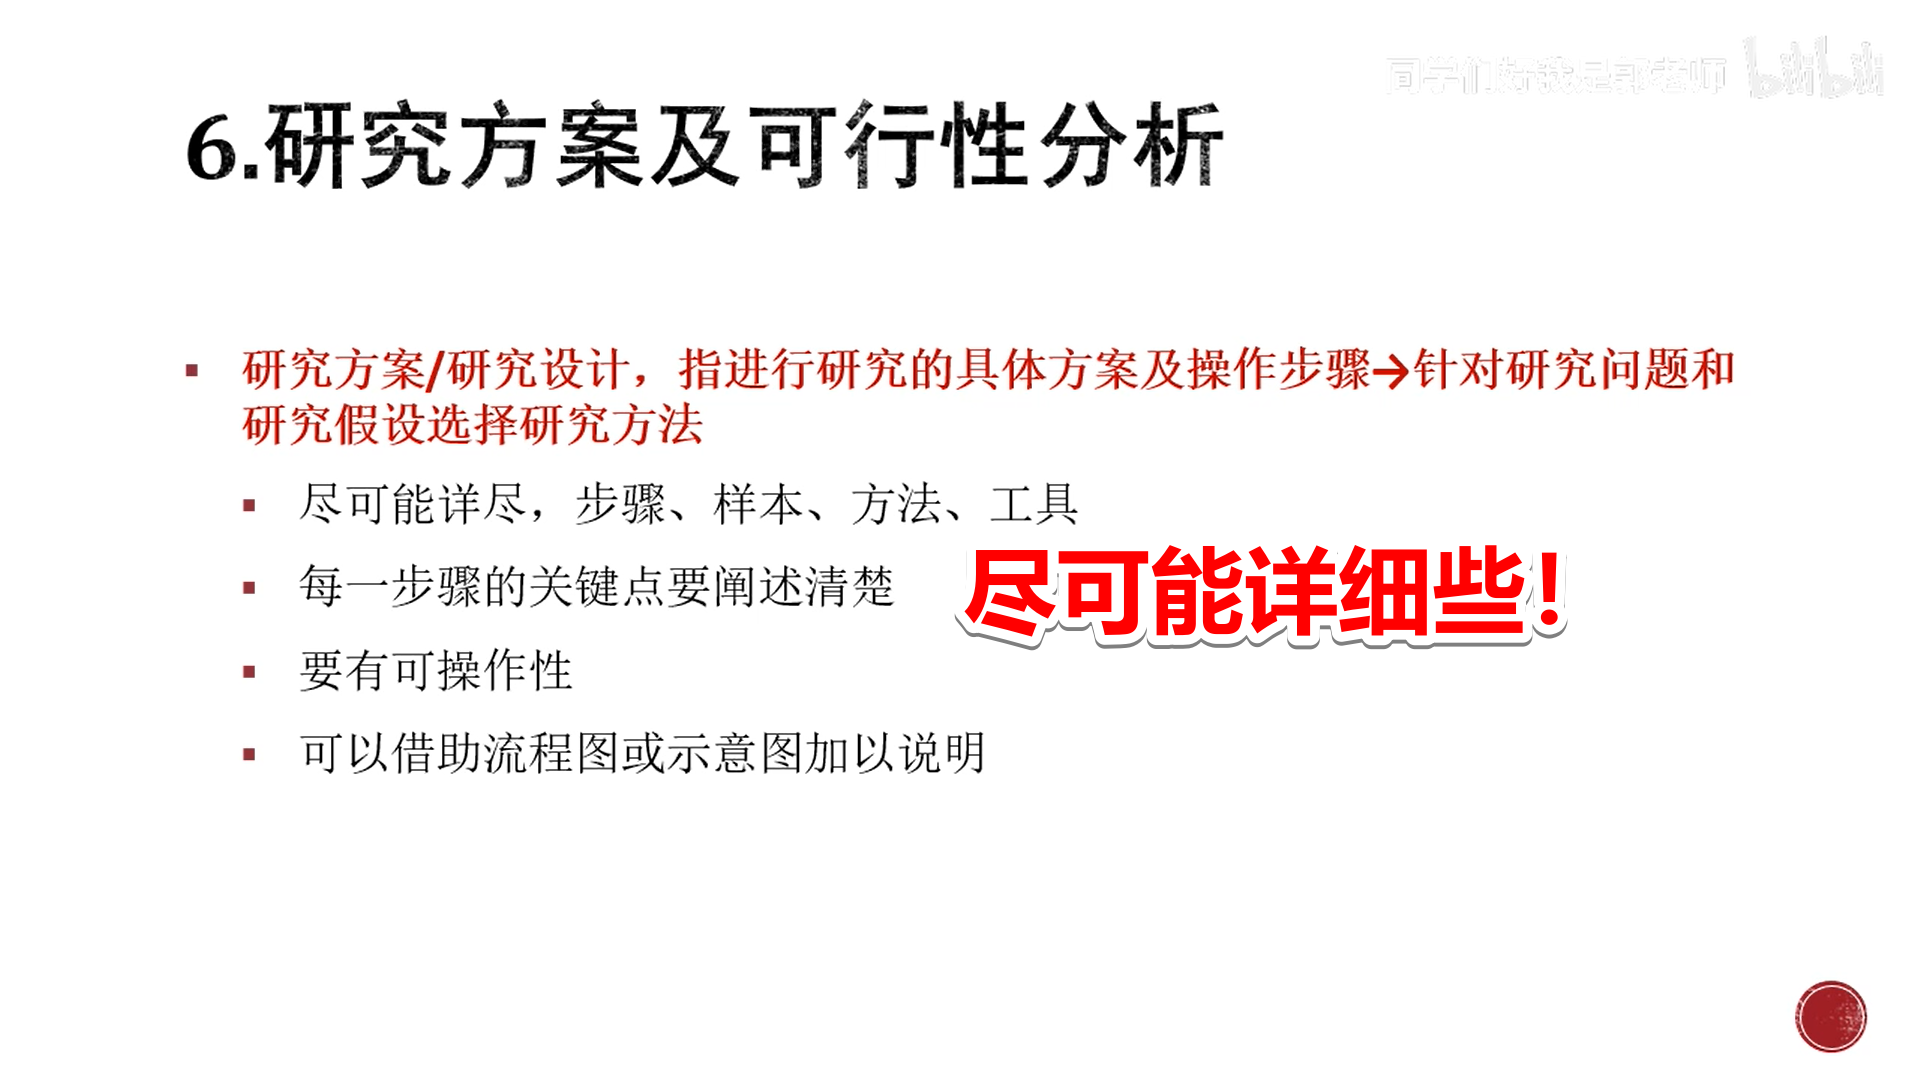 同学们好我是郭老师 bilibili
6.研究方案及可行性分析
研究方案/研究设计，指进行研究的具体方案及操作步骤→针对研究问题和
研究假设选择研究方法
尽可能详尽，步骤、样本、方法、工具
每一步骤的关键点要阐述清楚
尽可能详细些！
要有可操作性
可以借助流程图或示意图加以说明